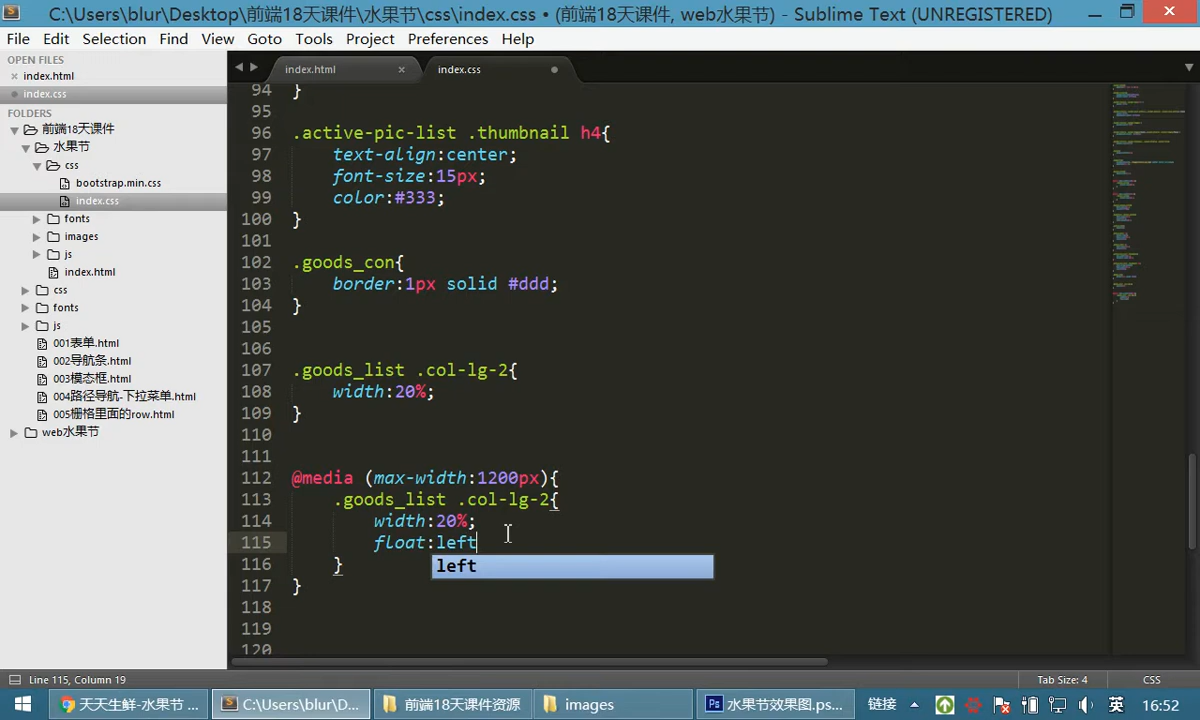 C:\Users\blur\Desktop\前端18天课件\水果节\css\index.css • (前端18天课件, web水果节) - Sublime Text (UNREGISTERED)
File Edit Selection Find View Goto Tools Project Preferences Help
OPEN FILES
index.html
index.css
FOLDERS
前端18天课件
水果节
css
bootstrap.min.css
index.css
fonts
images
js
index.html
css
fonts
js
001表单.html
002导航条.html
003模态框.html
004路径导航-下拉菜单.html
005栅格里面的row.html
web水果节
index.html
index.css
94 }
95
96 .active-pic-list .thumbnail h4{
97 text-align:center;
98 font-size:15px;
99 color:#333;
100 }
101
102 .goods_con{
103 border:1px solid #ddd;
104 }
105
106
107 .goods_list .col-lg-2{
108 width:20%;
109 }
110
111
112 @media (max-width:1200px){
113 .goods_list .col-lg-2{
114 width:20%;
115 float:left
left
116 }
117 }
118
119
120
Line 115, Column 19
Tab Size: 4
CSS
天天生鲜-水果节 ...
C:\Users\blur\D...
前端18天课件资源
images
Ps
水果节效果图.ps...
链接
英
16:52